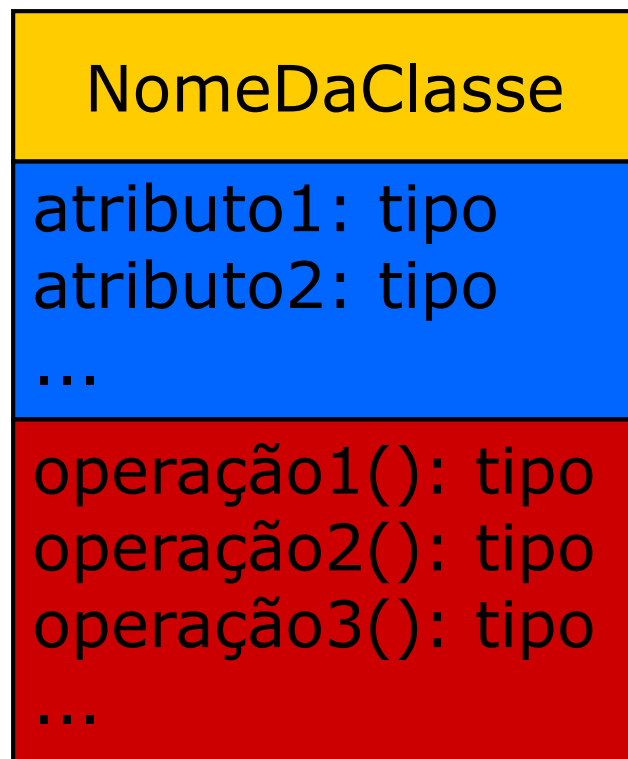 NomeDaClasse
atributo1: tipo
atributo2: tipo
...
operação1(): tipo
operação2(): tipo
operação3(): tipo
...